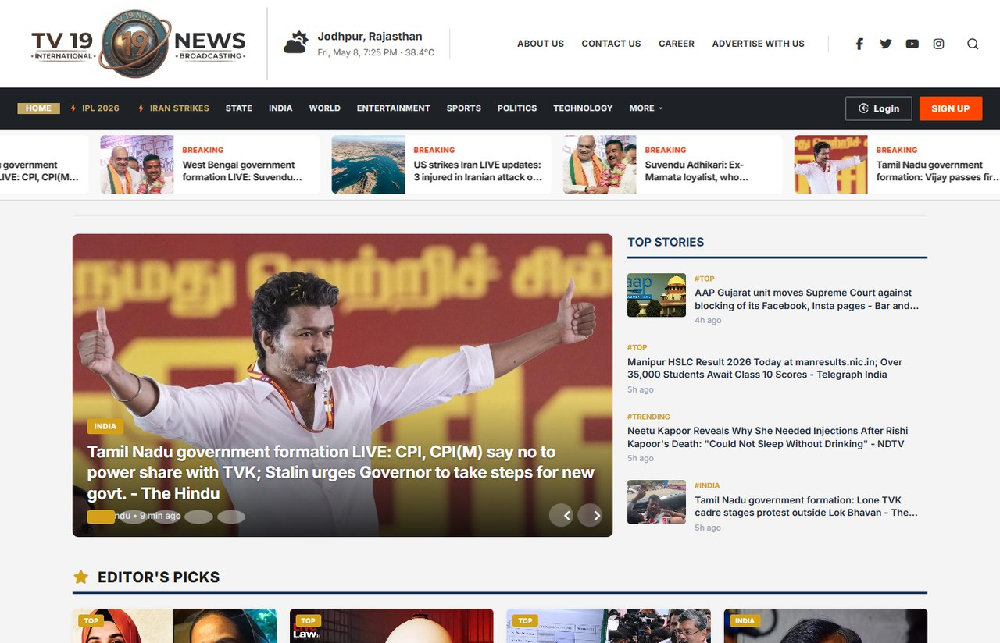 TV 19
NEWS
• INTERNATIONAL •
• BROADCASTING •
TV 19 News
19
Jodhpur, Rajasthan
Fri, May 8, 7:25 PM · 38.4°C
ABOUT US
CONTACT US
CAREER
ADVERTISE WITH US
HOME
IPL 2026
IRAN STRIKES
STATE
INDIA
WORLD
ENTERTAINMENT
SPORTS
POLITICS
TECHNOLOGY
MORE
Login
SIGN UP
government
LIVE: CPI, CPI(M...
BREAKING
West Bengal government
formation LIVE: Suvendu...
BREAKING
US strikes Iran LIVE updates:
3 injured in Iranian attack o...
BREAKING
Suvendu Adhikari: Ex-
Mamata loyalist, who...
BREAKING
Tamil Nadu government
formation: Vijay passes fir...
நமது வெற்றிச் சின்
INDIA
Tamil Nadu government formation LIVE: CPI, CPI(M) say no to
power share with TVK; Stalin urges Governor to take steps for new
govt. - The Hindu
ndu • 9 min ago
TOP STORIES
aap
#TOP
AAP Gujarat unit moves Supreme Court against
blocking of its Facebook, Insta pages - Bar and...
4h ago
#TOP
Manipur HSLC Result 2026 Today at manresults.nic.in; Over
35,000 Students Await Class 10 Scores - Telegraph India
5h ago
#TRENDING
Neetu Kapoor Reveals Why She Needed Injections After Rishi
Kapoor's Death: "Could Not Sleep Without Drinking" - NDTV
5h ago
#INDIA
Tamil Nadu government formation: Lone TVK
cadre stages protest outside Lok Bhavan - The...
5h ago
EDITOR'S PICKS
TOP
TOP
Live
Law
TOP
INDIA